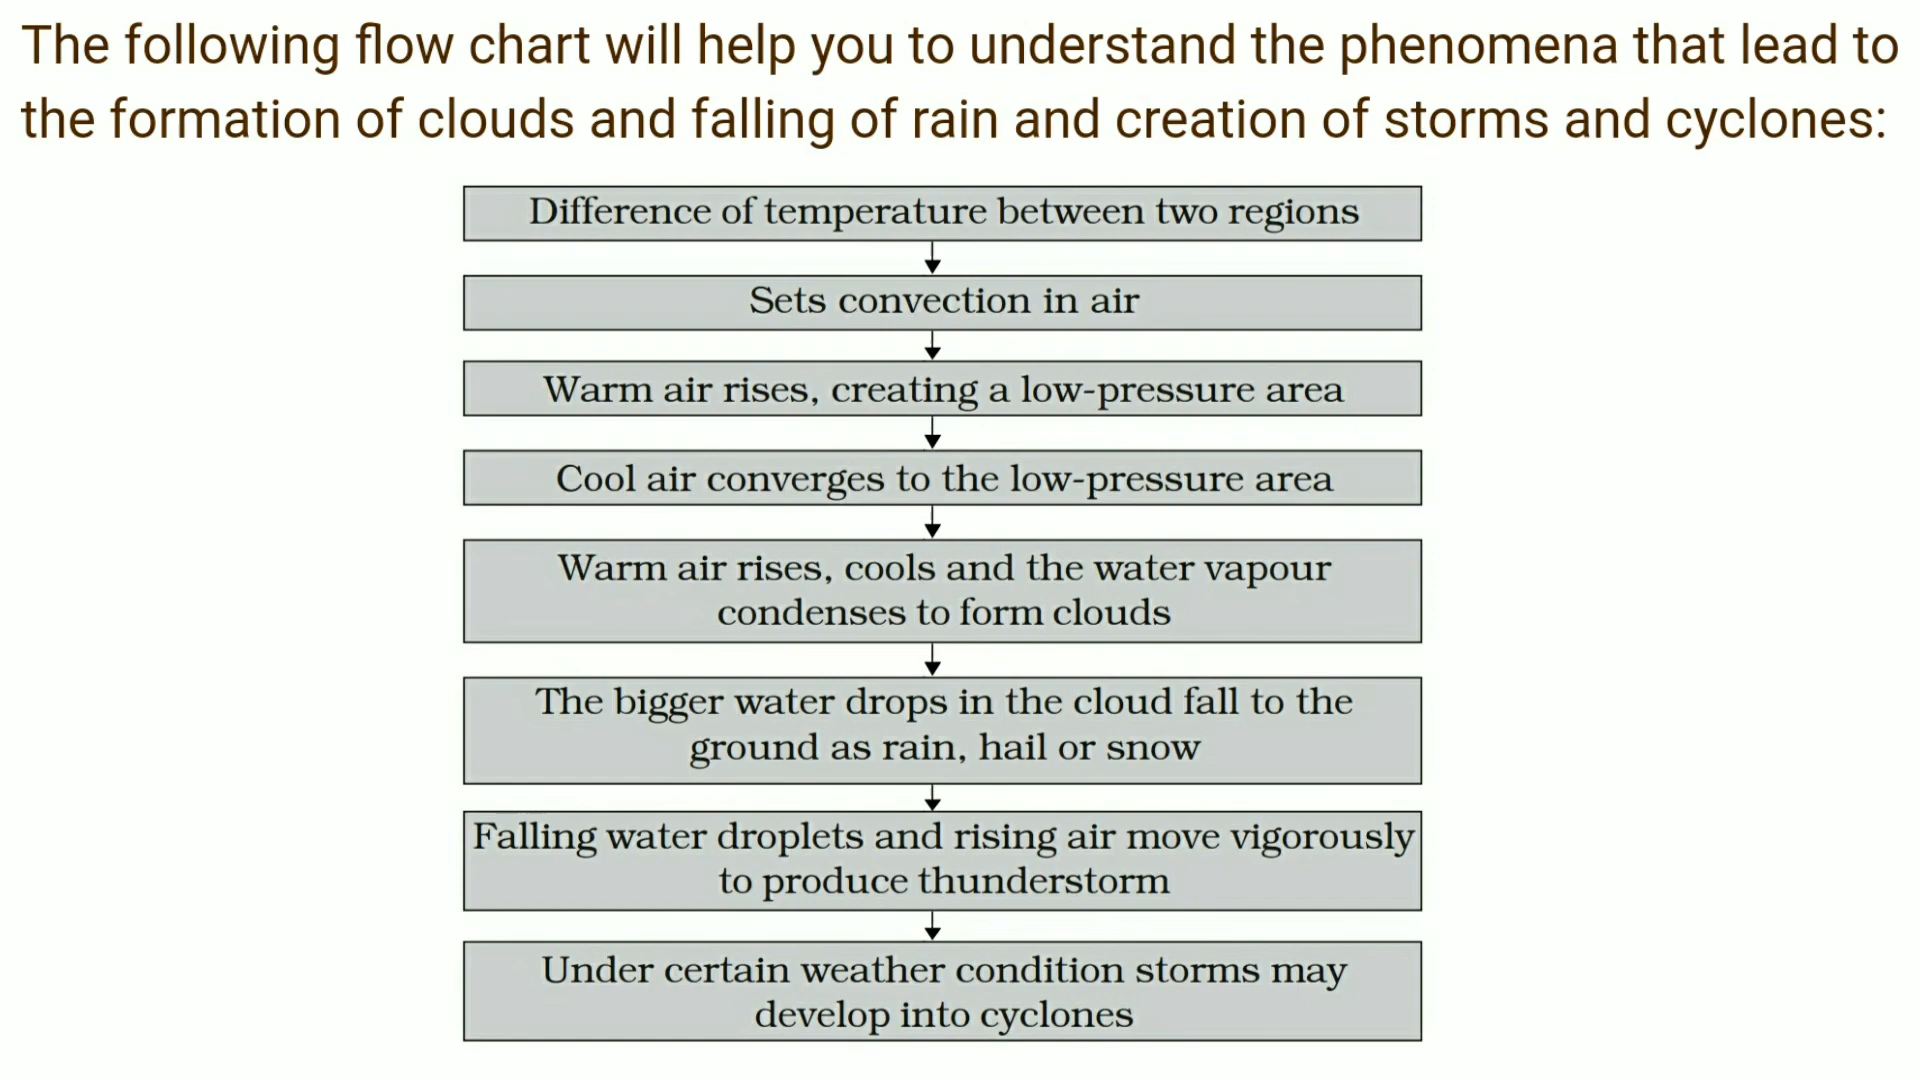 The following flow chart will help you to understand the phenomena that lead to
the formation of clouds and falling of rain and creation of storms and cyclones:
Difference of temperature between two regions
Sets convection in air
Warm air rises, creating a low-pressure area
Cool air converges to the low-pressure area
Warm air rises, cools and the water vapour
condenses to form clouds
The bigger water drops in the cloud fall to the
ground as rain, hail or snow
Falling water droplets and rising air move vigorously
to produce thunderstorm
Under certain weather condition storms may
develop into cyclones